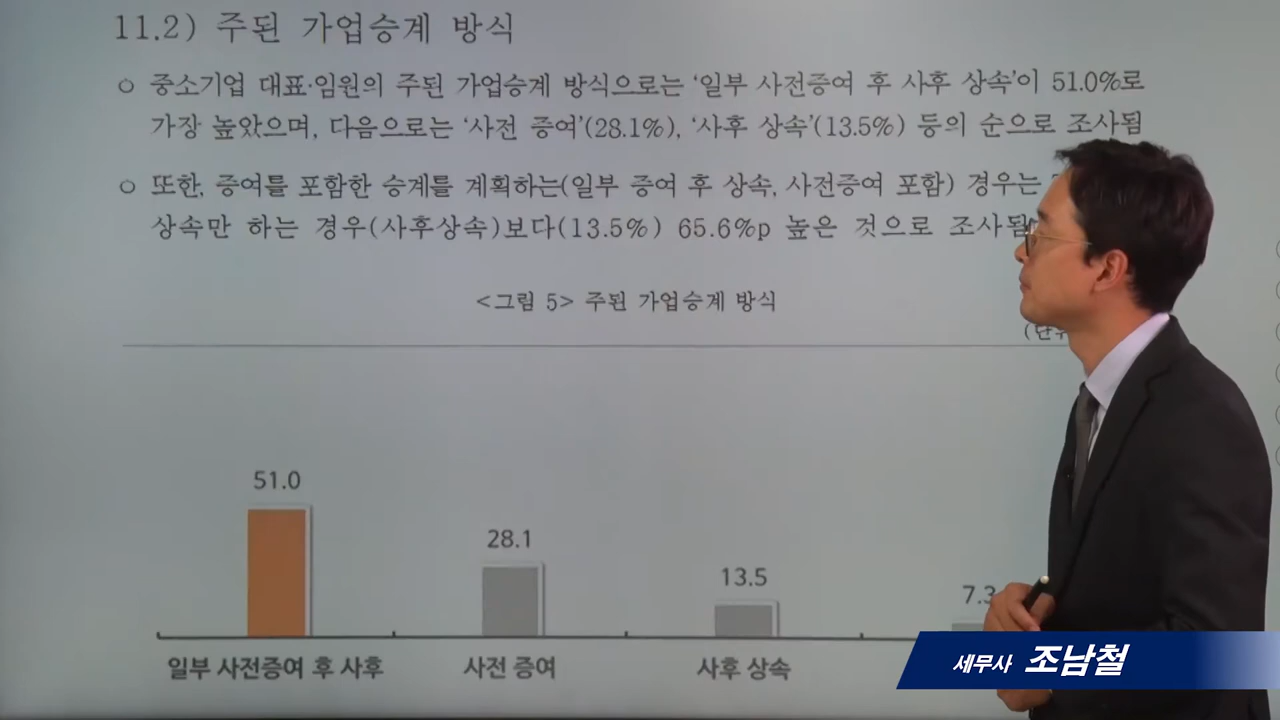 11.2) 주된 가업승계 방식
○ 중소기업 대표·임원의 주된 가업승계 방식으로는 '일부 사전증여 후 사후 상속'이 51.0%로
가장 높았으며, 다음으로는 '사전 증여'(28.1%), '사후 상속'(13.5%) 등의 순으로 조사됨
○ 또한, 증여를 포함한 승계를 계획하는(일부 증여 후 상속, 사전증여 포함) 경우는
상속만 하는 경우(사후상속)보다(13.5%) 65.6%p 높은 것으로 조사됨
<그림 5> 주된 가업승계 방식
51.0
28.1
13.5
7.3
일부 사전증여 후 사후
사전 증여
사후 상속
세무사 조남철